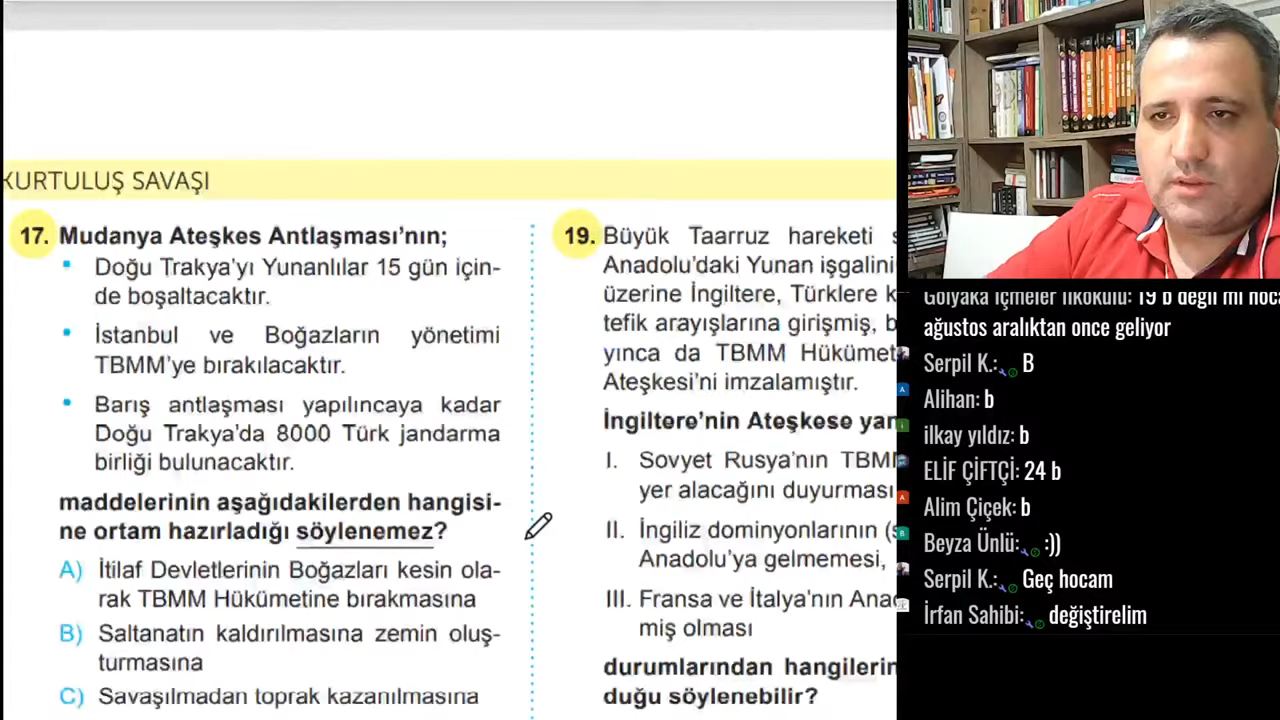 KURTULUŞ SAVAŞI
17. Mudanya Ateşkes Antlaşması’nın;
• Doğu Trakya’yı Yunanlılar 15 gün için-
de boşaltacaktır.
• İstanbul ve Boğazların yönetimi
TBMM’ye bırakılacaktır.
• Barış antlaşması yapılıncaya kadar
Doğu Trakya’da 8000 Türk jandarma
birliği bulunacaktır.
maddelerinin aşağıdakilerden hangisi-
ne ortam hazırladığı söylenemez?
A) İtilaf Devletlerinin Boğazları kesin ola-
rak TBMM Hükümetine bırakmasına
B) Saltanatın kaldırılmasına zemin oluş-
turmasına
C) Savaşılmadan toprak kazanılmasına
19. Büyük Taarruz hareketi
Anadolu’daki Yunan işgalini
üzerine İngiltere, Türklere
tefik arayışlarına girişmiş,
yınca da TBMM
Ateşkesi’ni imzalamıştır.
İngiltere’nin Ateşkese
I. Sovyet Rusya’nın
yer alacağını duyurması
II. İngiliz dominyonlarının
Anadolu’ya gelmemesi,
III. Fransa ve İtalya’nın
miş olması
durumlarından
duğu söylenebilir?
Gölyaka içmeler ilkokulu: 19 b değil mi
ağustos aralıktan once geliyor
Serpil K.: B
Alihan: b
ilkay yıldız: b
ELİF ÇİFTÇİ: 24 b
Alim Çiçek: b
Beyza Ünlü: :))
Serpil K.: Geç hocam
İrfan Sahibi: değiştirelim